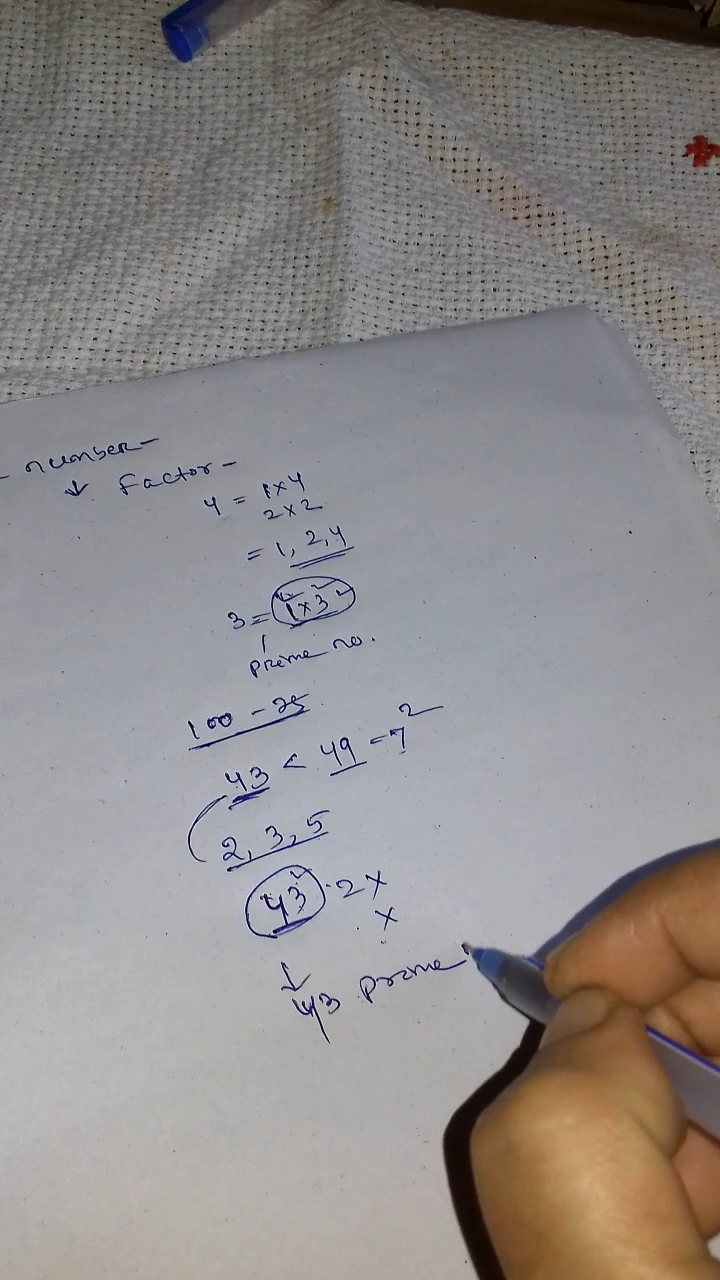 number-
↓ Factor-
4 = 1×4
2×2
= 1, 2, 4
3 = 1×3
prime no.
100 - 25
43 < 49 = 7²
2, 3, 5
43 2 ×
×
↓
43 prime